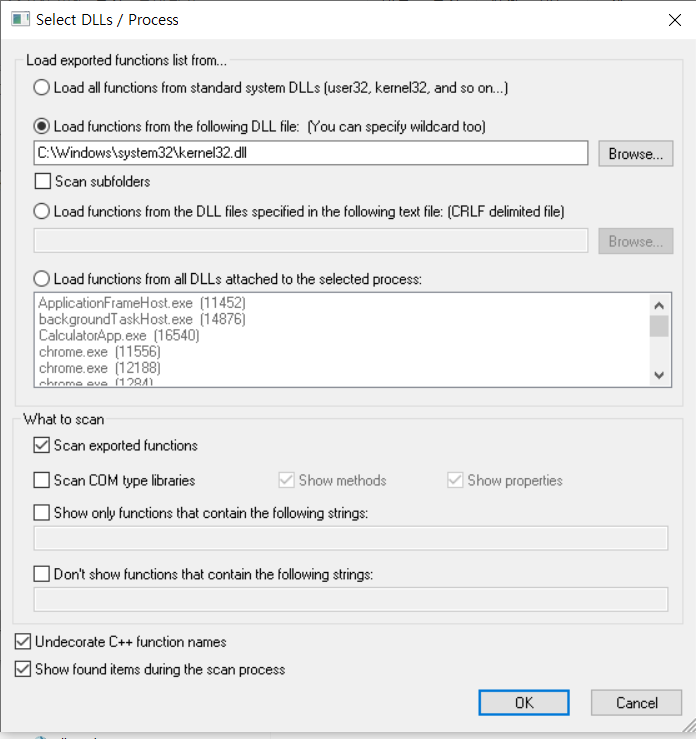 Select DLLs / Process
Load exported functions list from...
Load all functions from standard system DLLs (user32, kernel32, and so on...)
Load functions from the following DLL file:  (You can specify wildcard too)
C:\Windows\system32\kernel32.dll
Browse...
Scan subfolders
Load functions from the DLL files specified in the following text file: (CRLF delimited file)
Browse...
Load functions from all DLLs attached to the selected process:
ApplicationFrameHost.exe  (11452)
backgroundTaskHost.exe  (14876)
CalculatorApp.exe  (16540)
chrome.exe  (11556)
chrome.exe  (12188)
chrome.exe  (1284)
What to scan
Scan exported functions
Scan COM type libraries
Show methods
Show properties
Show only functions that contain the following strings:
Don't show functions that contain the following strings:
Undecorate C++ function names
Show found items during the scan process
OK
Cancel